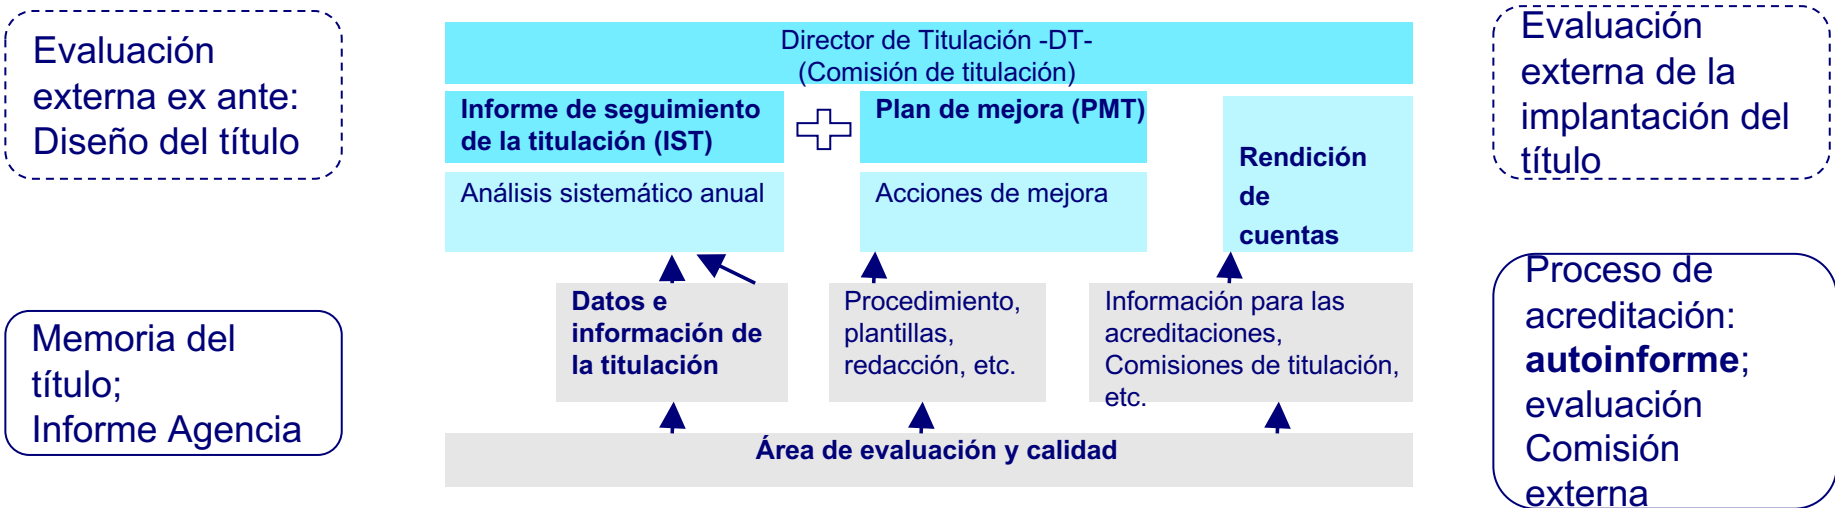 Evaluación
externa ex ante:
Diseño del título
Memoria del
título;
Informe Agencia
Director de Titulación -DT-
(Comisión de titulación)
Informe de seguimiento
de la titulación (IST)
Plan de mejora (PMT)
Análisis sistemático anual
Acciones de mejora
Rendición
de
cuentas
Datos e
información de
la titulación
Procedimiento,
plantillas,
redacción, etc.
Información para las
acreditaciones,
Comisiones de titulación,
etc.
Área de evaluación y calidad
Evaluación
externa de la
implantación del
título
Proceso de
acreditación:
autoinforme;
evaluación
Comisión
externa